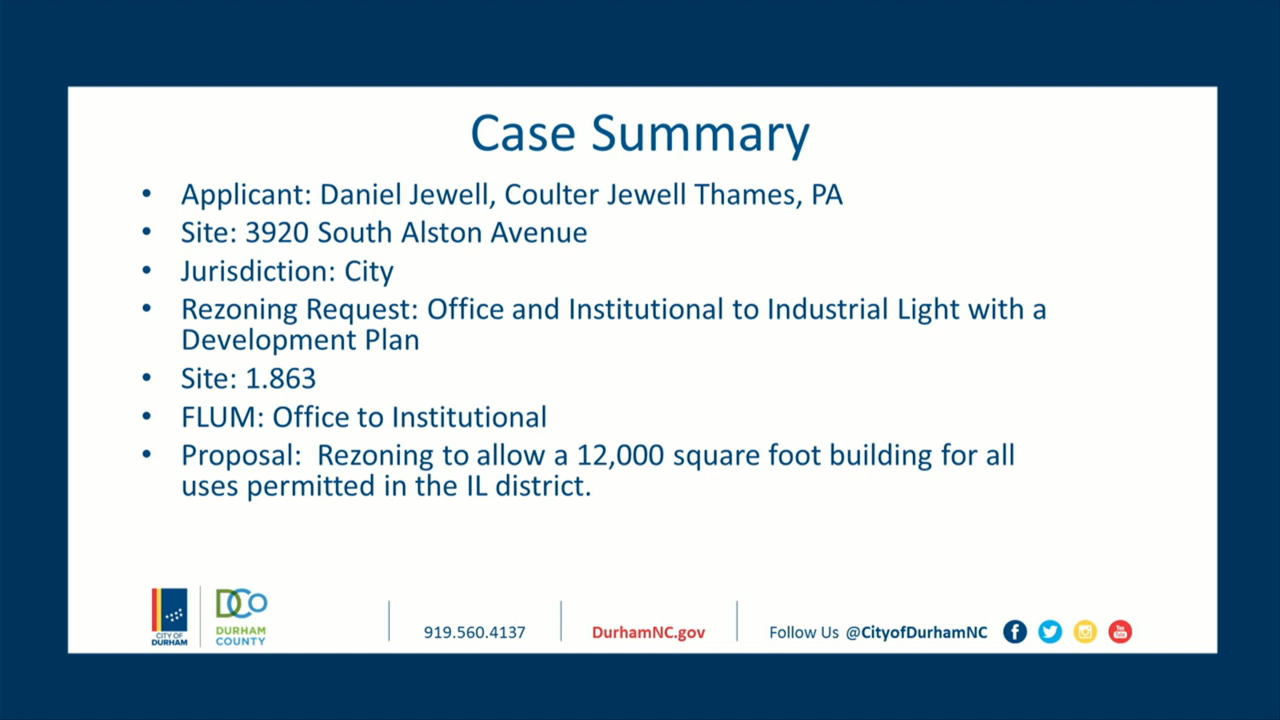 Case Summary
• Applicant: Daniel Jewell, Coulter Jewell Thames, PA
• Site: 3920 South Alston Avenue
• Jurisdiction: City
• Rezoning Request: Office and Institutional to Industrial Light with a
Development Plan
• Site: 1.863
• FLUM: Office to Institutional
• Proposal:  Rezoning to allow a 12,000 square foot building for all
uses permitted in the IL district.
CITY OF
DURHAM
DCo
DURHAM
COUNTY
919.560.4137
DurhamNC.gov
Follow Us @CityofDurhamNC